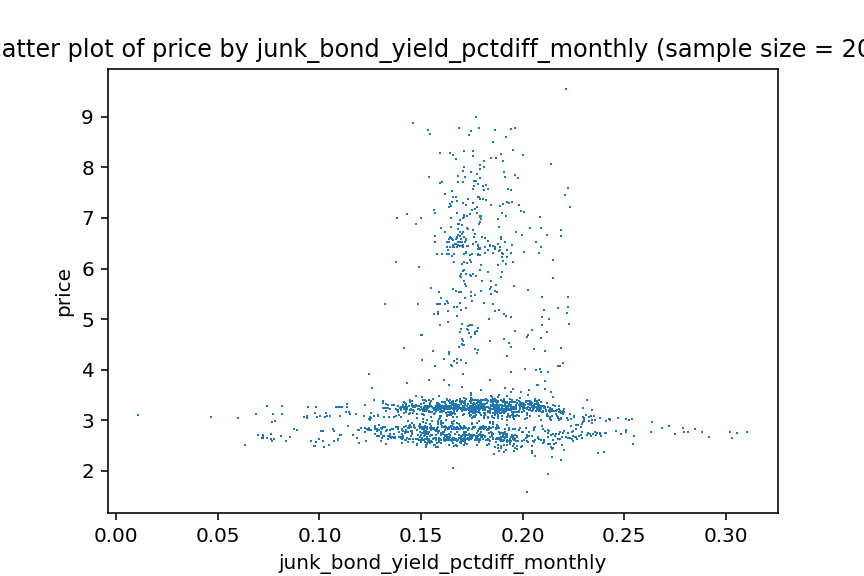 atter plot of price by junk_bond_yield_pctdiff_monthly (sample size = 20
9
8
7
6
5
4
3
2
price
0.00 0.05 0.10 0.15 0.20 0.25 0.30
junk_bond_yield_pctdiff_monthly